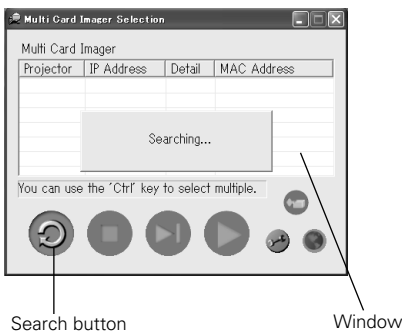 Multi Card Imager Selection
Multi Card Imager
Projector IP Address Detail MAC Address
Searching...
You can use the 'Ctrl' key to select multiple.
Search button
Window